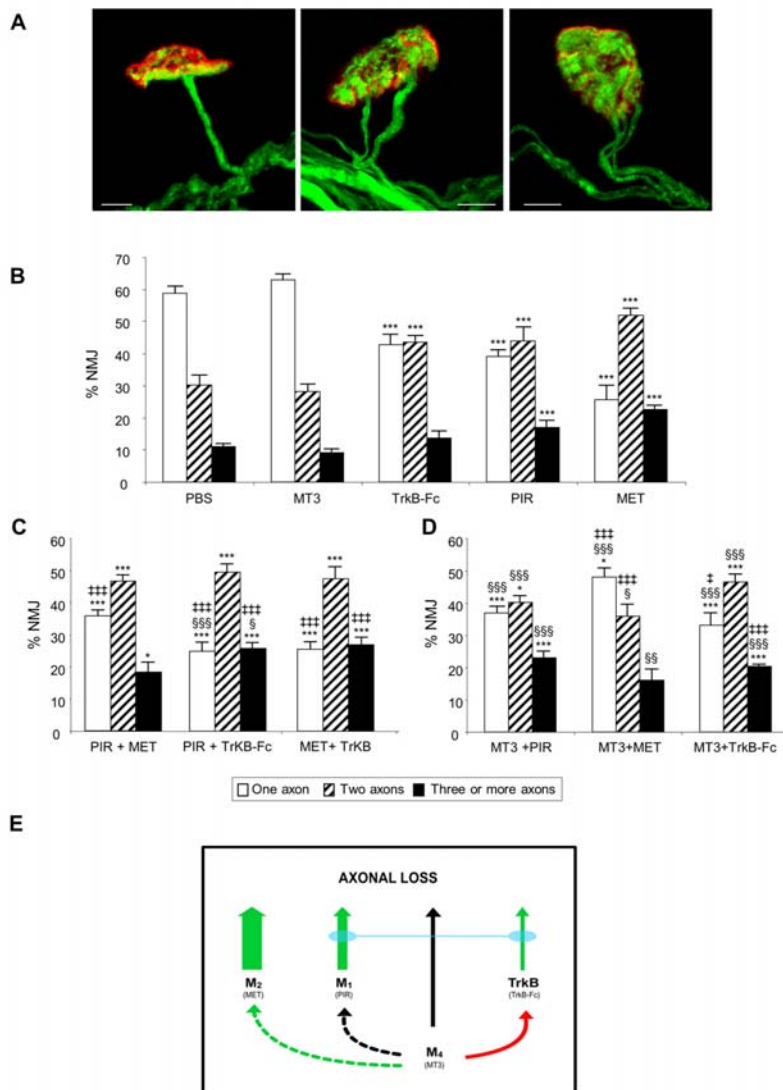 A
B
70
60
50
40
30
20
10
0
% NMJ
*** *** *** *** *** *** *** ***
PBS MT3 TrkB-Fc PIR MET
C
60
50
40
30
20
10
0
% NMJ
‡‡‡ *** *** *
‡‡‡ §§§ *** *** ‡‡‡ § ***
‡‡‡ *** *** ‡‡‡ ***
PIR + MET PIR + TrKB-Fc MET+ TrKB
D
60
50
40
30
20
10
0
% NMJ
§§§ *** §§§ * §§§ ***
‡‡‡ §§§ * ‡‡‡ § §§
‡ §§§ *** §§§ *** ‡‡‡ §§§ ***
MT3 +PIR MT3+MET MT3+TrkB-Fc
One axon Two axons Three or more axons
E
AXONAL LOSS
M₂ M₁ TrkB
(MET) (PIR) (TrkB-Fc)
M₄
(MT3)